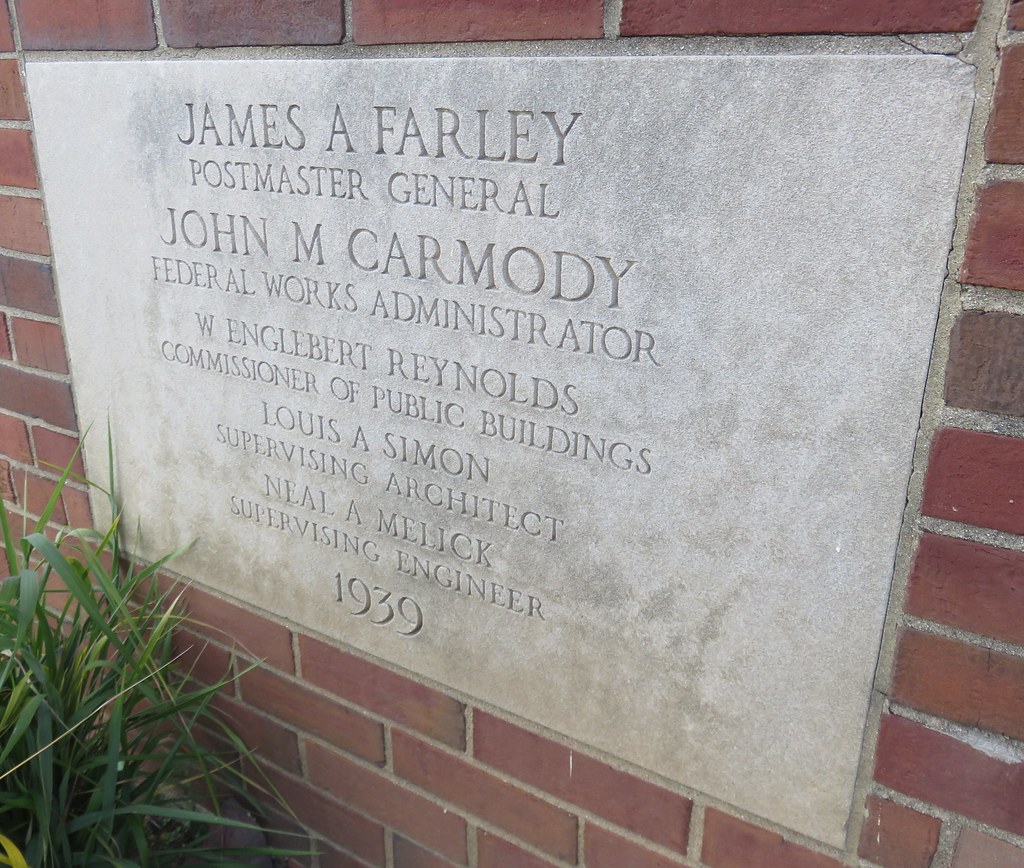 JAMES A FARLEY
POSTMASTER GENERAL
JOHN M CARMODY
FEDERAL WORKS ADMINISTRATOR
W ENGLEBERT REYNOLDS
COMMISSIONER OF PUBLIC BUILDINGS
LOUIS A SIMON
SUPERVISING ARCHITECT
NEAL A MELICK
SUPERVISING ENGINEER
1939